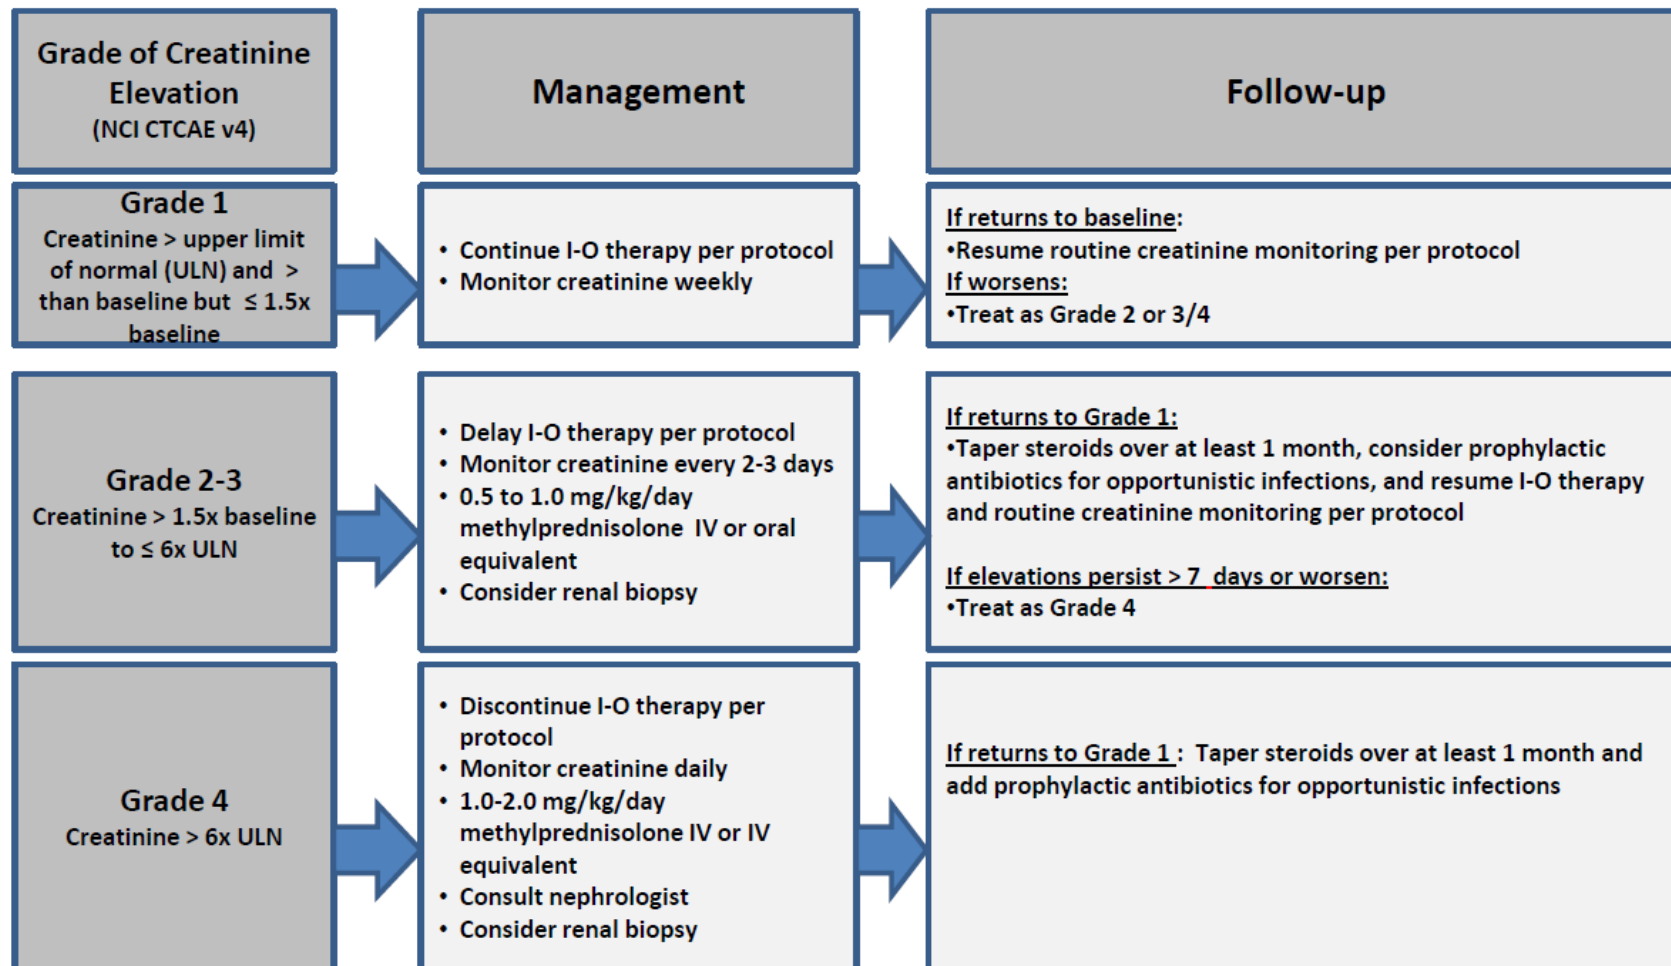 Grade of Creatinine
Elevation
(NCI CTCAE v4)
Management
Follow-up
Grade 1
Creatinine > upper limit
of normal (ULN) and >
than baseline but ≤ 1.5x
baseline
• Continue I-O therapy per protocol
• Monitor creatinine weekly
If returns to baseline:
•Resume routine creatinine monitoring per protocol
If worsens:
•Treat as Grade 2 or 3/4
Grade 2-3
Creatinine > 1.5x baseline
to ≤ 6x ULN
• Delay I-O therapy per protocol
• Monitor creatinine every 2-3 days
• 0.5 to 1.0 mg/kg/day
methylprednisolone IV or oral
equivalent
• Consider renal biopsy
If returns to Grade 1:
•Taper steroids over at least 1 month, consider prophylactic
antibiotics for opportunistic infections, and resume I-O therapy
and routine creatinine monitoring per protocol
If elevations persist > 7 days or worsen:
•Treat as Grade 4
Grade 4
Creatinine > 6x ULN
• Discontinue I-O therapy per
protocol
• Monitor creatinine daily
• 1.0-2.0 mg/kg/day
methylprednisolone IV or IV
equivalent
• Consult nephrologist
• Consider renal biopsy
If returns to Grade 1 : Taper steroids over at least 1 month and
add prophylactic antibiotics for opportunistic infections